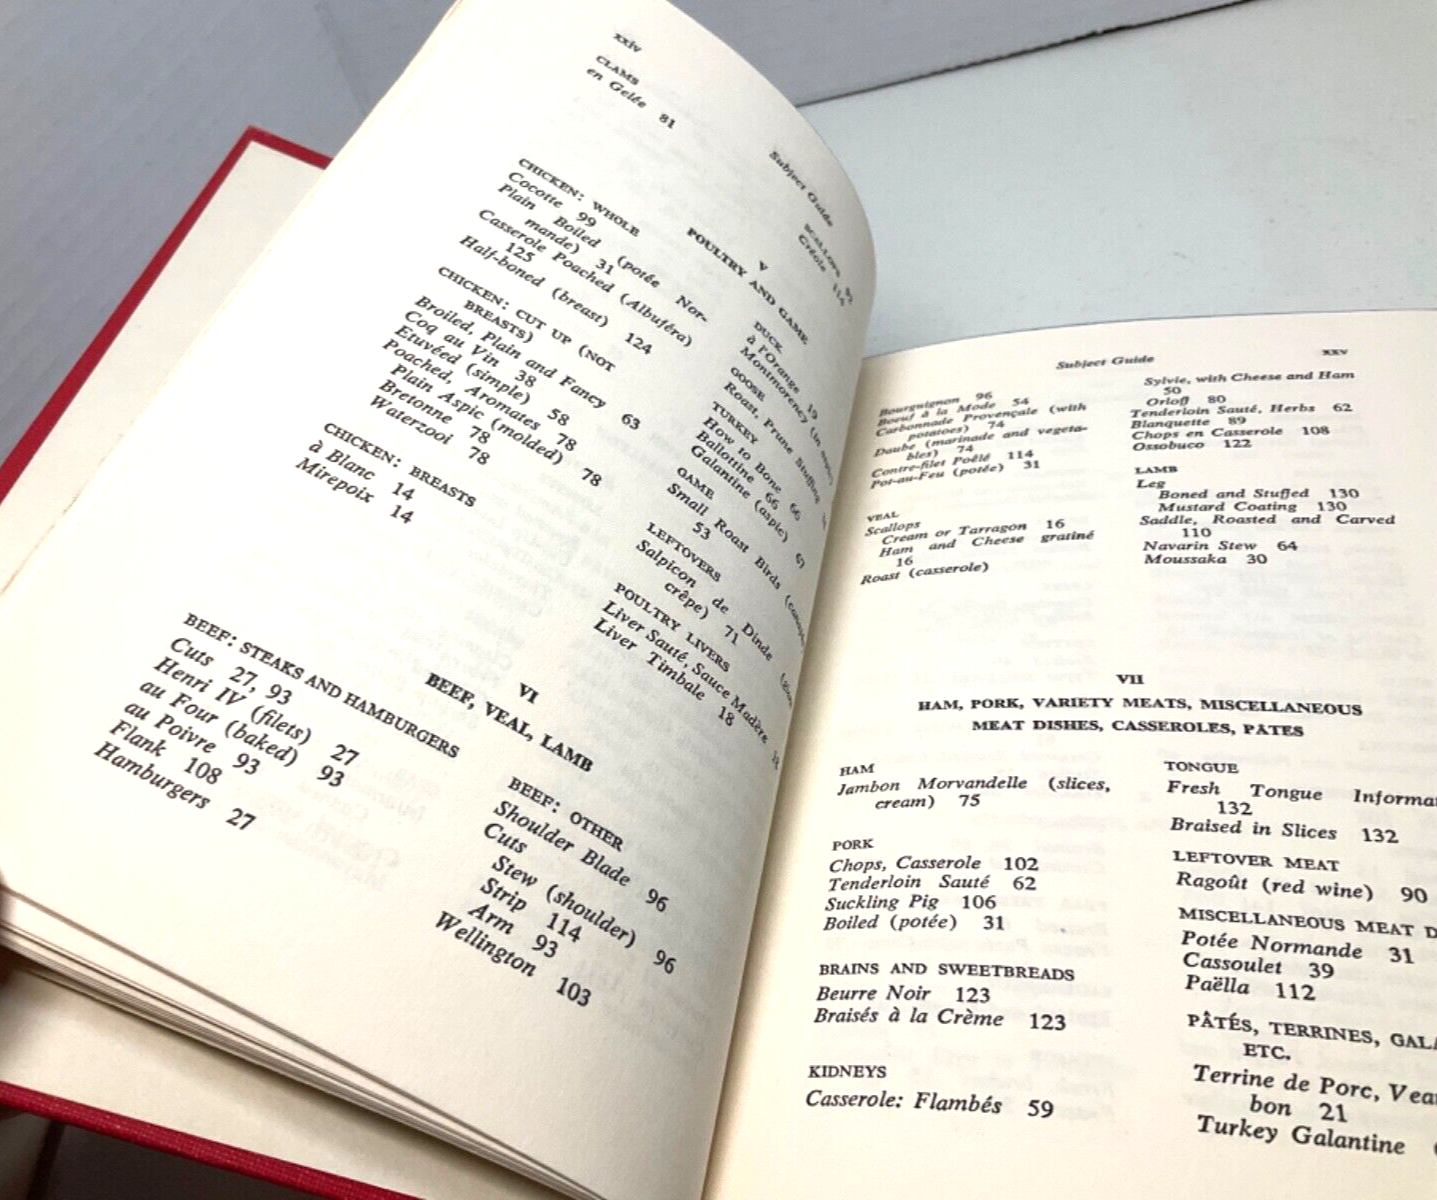 xxiv
Subject Guide
CLAMS
en Gelée 81
SCALLOPS 92
Créole 114
V
POULTRY AND GAME
CHICKEN: WHOLE
Cocotte 99
Plain Boiled (potée Nor-
mande) 31
Casserole Poached (Albuféra)
125
Half-boned (breast) 124
CHICKEN: CUT UP (NOT
BREASTS)
Broiled, Plain and Fancy 63
Coq au Vin 38
Etuvéed (simple) 58
Poached, Aromates 78
Plain Aspic (molded) 78
Bretonne 78
Waterzooi 78
CHICKEN: BREASTS
à Blanc 14
Mirepoix 14
DUCK
à l'Orange 19
Montmorency (in aspic)
GOOSE
Roast, Prune Stuffing
TURKEY
How to Bone 66
Ballottine 66
Galantine (aspic) 67
GAME
Small Roast Birds
53
LEFTOVERS
Salpicon de Dinde
crêpe) 71
POULTRY LIVERS
Liver Sauté, Sauce Madère
Liver Timbale 18
VI
BEEF, VEAL, LAMB
BEEF: STEAKS AND HAMBURGERS
Cuts 27, 93
Henri IV (filets) 27
au Four (baked) 93
au Poivre 93
Flank 108
Hamburgers 27
BEEF: OTHER
Shoulder Blade 96
Cuts
Stew (shoulder) 96
Strip 114
Arm 93
Wellington 103
Subject Guide
xxv
Bourguignon 96
Boeuf à la Mode 54
Carbonnade Provençale (with
potatoes) 74
Daube (marinade and vegeta-
bles) 74
Contre-filet Poêlé 114
Pot-au-Feu (potée) 31
VEAL
Scallops
Cream or Tarragon 16
Ham and Cheese gratiné
16
Roast (casserole)
Sylvie, with Cheese and Ham
50
Orloff 80
Tenderloin Sauté, Herbs 62
Blanquette 89
Chops en Casserole 108
Ossobuco 122
LAMB
Leg
Boned and Stuffed 130
Mustard Coating 130
Saddle, Roasted and Carved
110
Navarin Stew 64
Moussaka 30
VII
HAM, PORK, VARIETY MEATS, MISCELLANEOUS
MEAT DISHES, CASSEROLES, PÂTES
HAM
Jambon Morvandelle (slices,
cream) 75
PORK
Chops, Casserole 102
Tenderloin Sauté 62
Suckling Pig 106
Boiled (potée) 31
BRAINS AND SWEETBREADS
Beurre Noir 123
Braisés à la Crème 123
KIDNEYS
Casserole: Flambés 59
TONGUE
Fresh Tongue Informa
132
Braised in Slices 132
LEFTOVER MEAT
Ragoût (red wine) 90
MISCELLANEOUS MEAT D
Potée Normande 31
Cassoulet 39
Paëlla 112
PÂTÉS, TERRINES, GALA
ETC.
Terrine de Porc, Vea
bon 21
Turkey Galantine